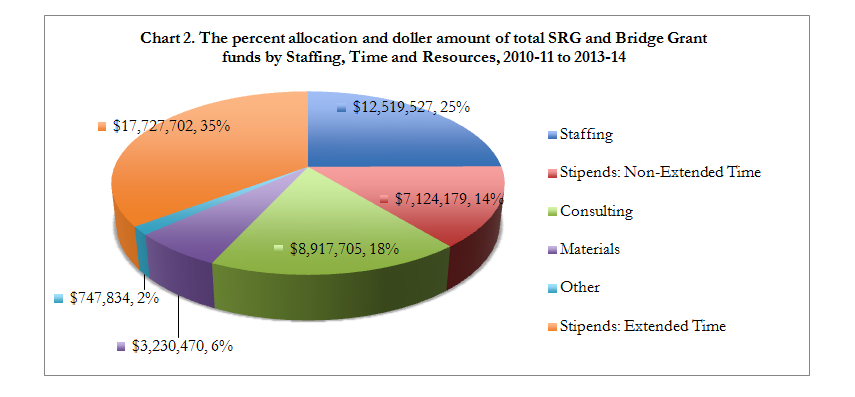 Chart 2. The percent allocation and doller amount of total SRG and Bridge Grant
funds by Staffing, Time and Resources, 2010-11 to 2013-14
$12,519,527, 25%
$17,727,702, 35%
Staffing
Stipends: Non-Extended Time
$7,124,179, 14%
Consulting
$8,917,705, 18%
Materials
Other
$747,834, 2%
Stipends: Extended Time
$3,230,470, 6%